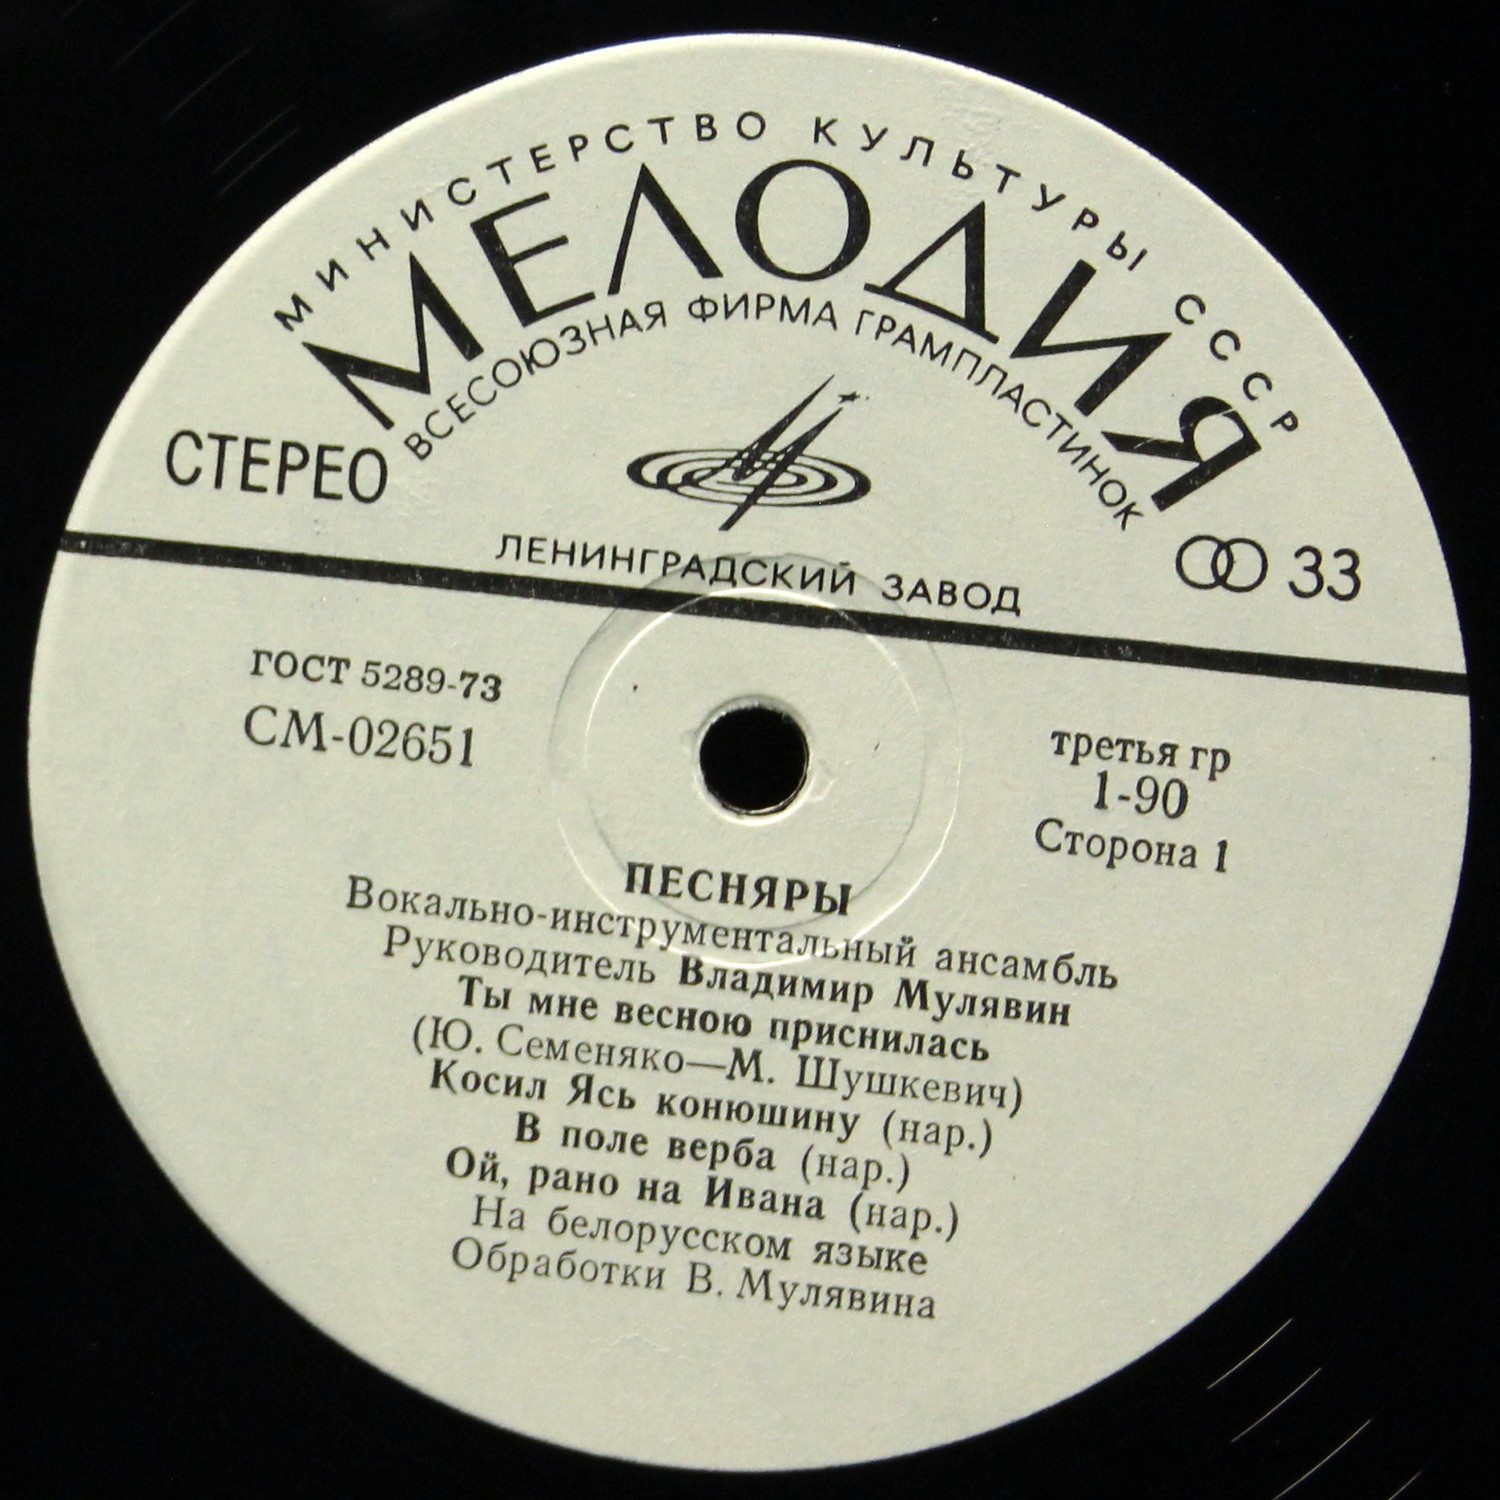 МИНИСТЕРСТВО КУЛЬТУРЫ СССР
МЕЛОДИЯ
ВСЕСОЮЗНАЯ ФИРМА ГРАМПЛАСТИНОК
СТЕРЕО
33
ЛЕНИНГРАДСКИЙ ЗАВОД
ГОСТ 5289-73
СМ-02651
третья гр
1-90
Сторона 1
ПЕСНЯРЫ
Вокально-инструментальный ансамбль
Руководитель Владимир Мулявин
Ты мне весною приснилась
(Ю. Семеняко—М. Шушкевич)
Косил Ясь конюшину (нар.)
В поле верба (нар.)
Ой, рано на Ивана (нар.)
На белорусском языке
Обработки В. Мулявина